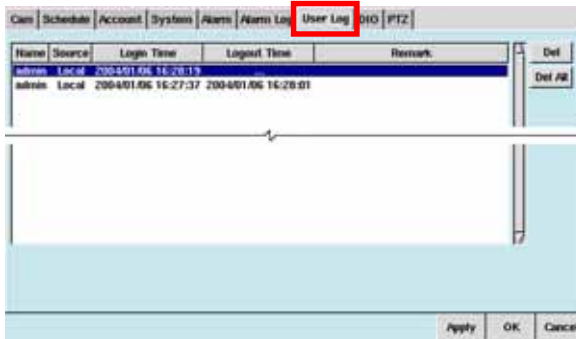 Cam Schedule Account System Alarm Alarm Log User Log DIO PTZ
Name Source Login Time Logout Time Remark
Del
admin Local 2004/01/06 16:28:19 ...
admin Local 2004/01/06 16:27:37 2004/01/06 16:28:01
Del All
Apply OK Cance